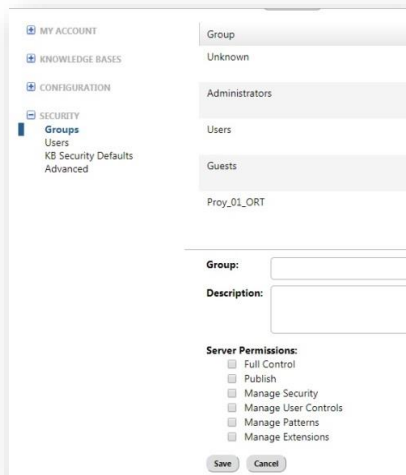 MY ACCOUNT
KNOWLEDGE BASES
CONFIGURATION
SECURITY
Groups
Users
KB Security Defaults
Advanced
Group
Unknown
Administrators
Users
Guests
Proy_01_ORT
Group:
Description:
Server Permissions:
Full Control
Publish
Manage Security
Manage User Controls
Manage Patterns
Manage Extensions
Save Cancel